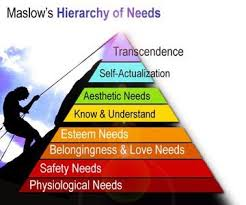 Maslow's Hierarchy of Needs
Transcendence
Self-Actualization
Aesthetic Needs
Know & Understand
Esteem Needs
Belongingness & Love Needs
Safety Needs
Physiological Needs